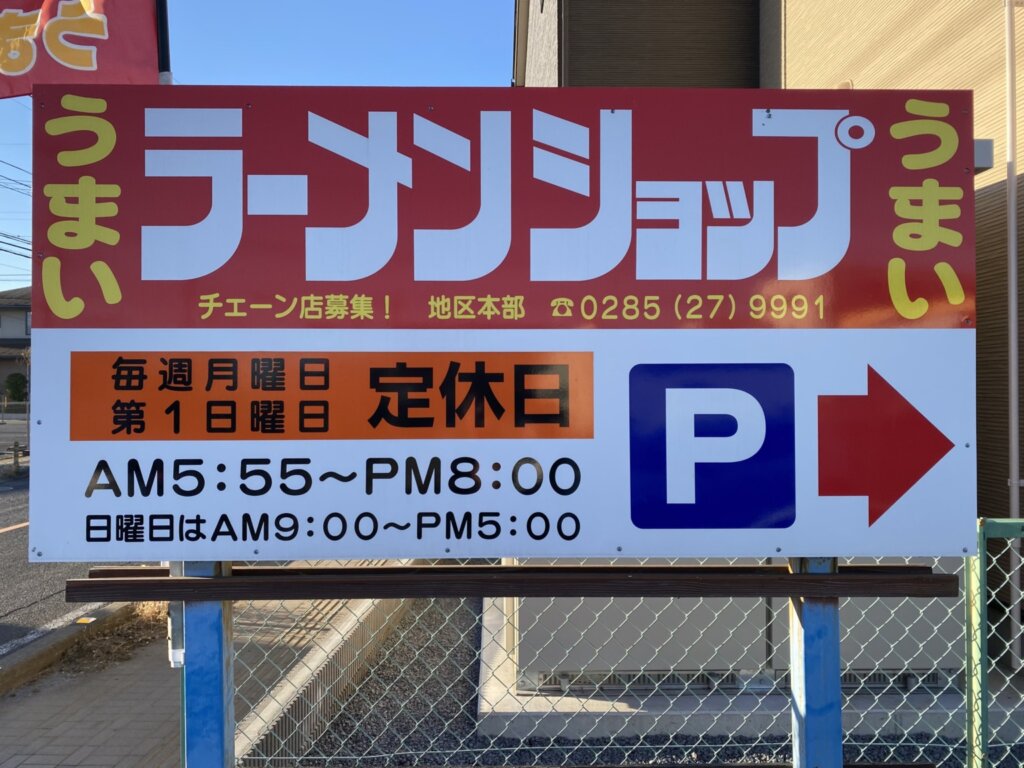 うまい
ラーメンショップ
うまい
チェーン店募集！ 地区本部 ☎0285(27)9991
毎週月曜日
第1日曜日
定休日
P
AM5:55〜PM8:00
日曜日はAM9:00〜PM5:00